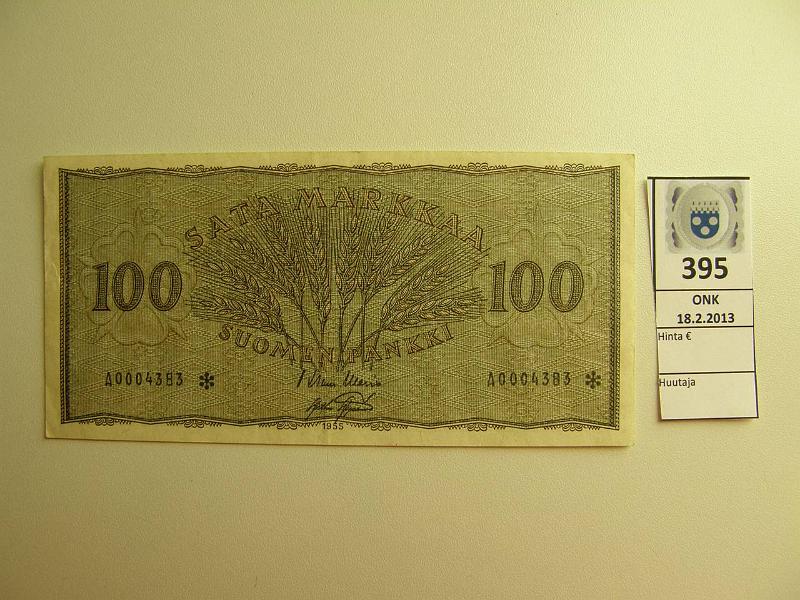 SATA MARKKAA
100 100
SUOMEN PANKKI
A0004383 * A0004383 *
1955
395
ONK
18.2.2013
Hinta €
Huutaja